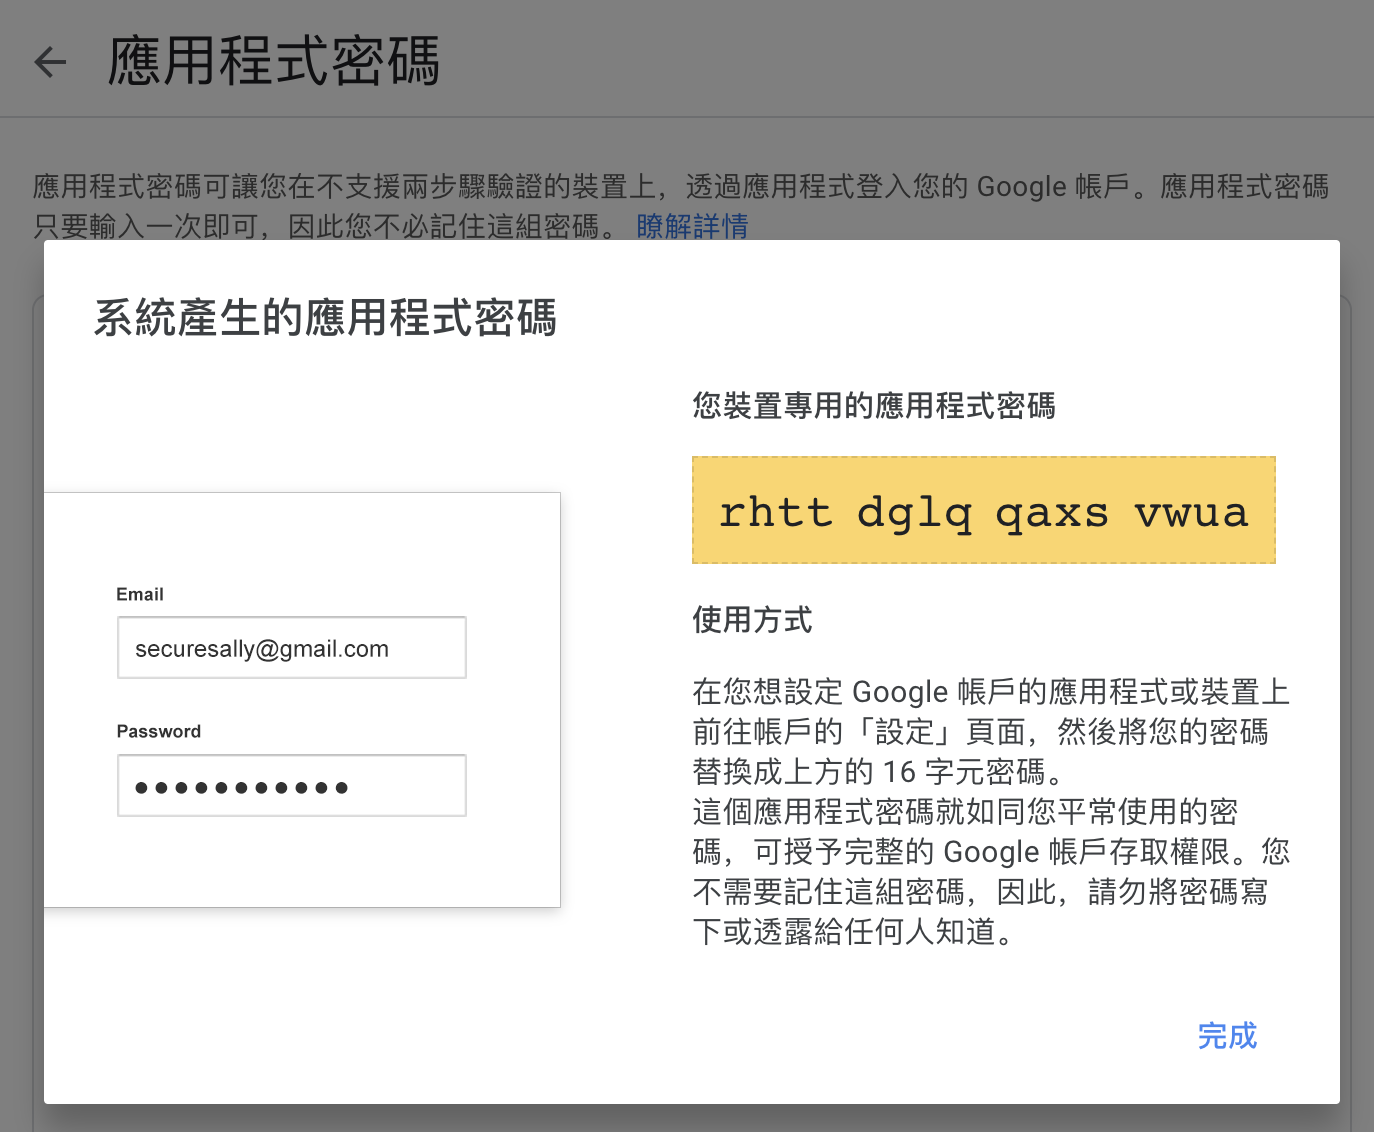 應用程式密碼
應用程式密碼可讓您在不支援兩步驟驗證的裝置上，透過應用程式登入您的 Google 帳戶。應用程式密碼
只要輸入一次即可，因此您不必記住這組密碼。 瞭解詳情
系統產生的應用程式密碼
Email
securesally@gmail.com
Password
您裝置專用的應用程式密碼
rhtt dglq qaxs vwua
使用方式
在您想設定 Google 帳戶的應用程式或裝置上
前往帳戶的「設定」頁面，然後將您的密碼
替換成上方的 16 字元密碼。
這個應用程式密碼就如同您平常使用的密
碼，可授予完整的 Google 帳戶存取權限。您
不需要記住這組密碼，因此，請勿將密碼寫
下或透露給任何人知道。
完成